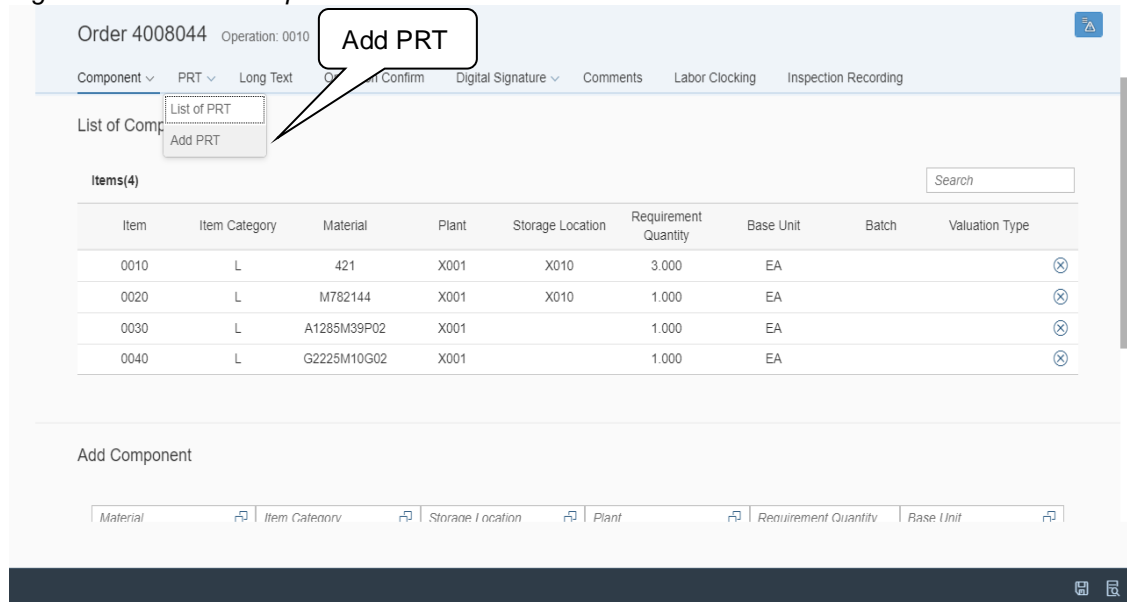 Order 4008044 Operation: 0010
Add PRT
Component PRT Long Text Confirm Digital Signature Comments Labor Clocking Inspection Recording
List of PRT
List of Comp
Add PRT
Items(4)
Search
Item Item Category Material Plant Storage Location Requirement Quantity Base Unit Batch Valuation Type
0010 L 421 X001 X010 3.000 EA
0020 L M782144 X001 X010 1.000 EA
0030 L A1285M39P02 X001 1.000 EA
0040 L G2225M10G02 X001 1.000 EA
Add Component
Material Item Category Storage Location Plant Requirement Quantity Base Unit